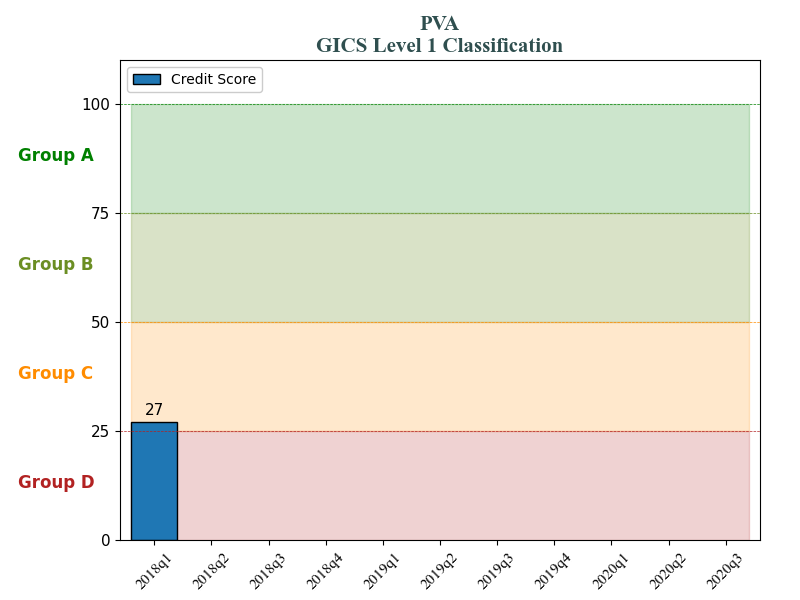 PVA
GICS Level 1 Classification
Credit Score
100
Group A
75
Group B
50
Group C
27
25
Group D
0
2018q1 2018q2 2018q3 2018q4 2019q1 2019q2 2019q3 2019q4 2020q1 2020q2 2020q3